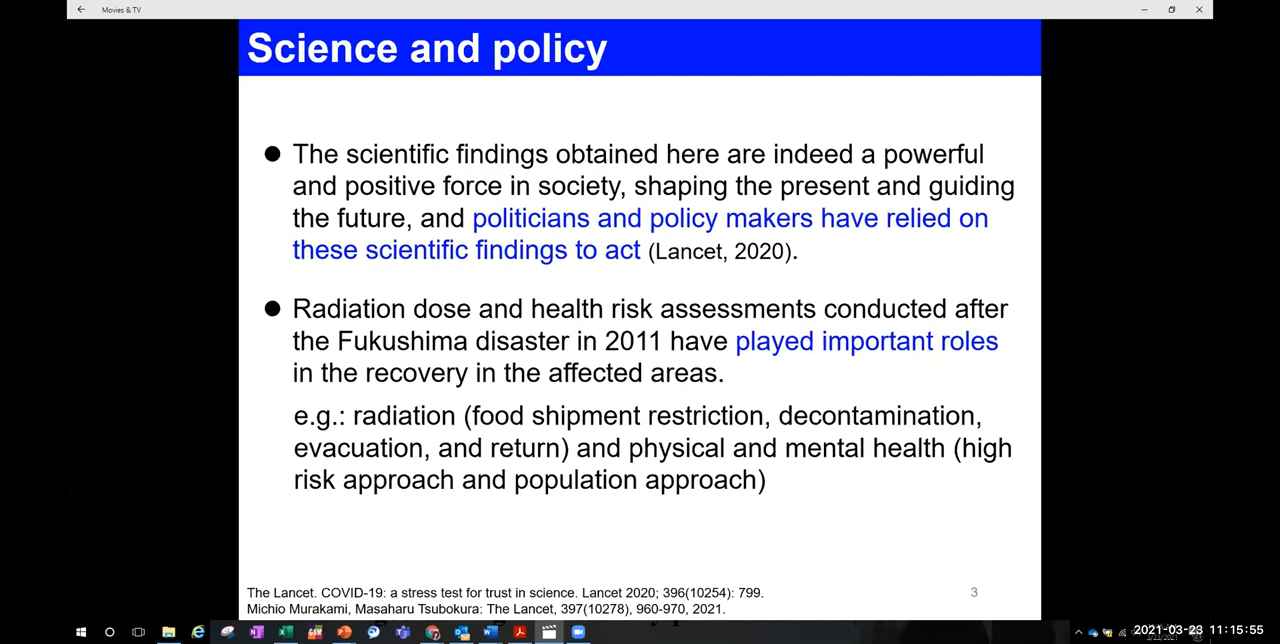 Movies & TV
Science and policy
● The scientific findings obtained here are indeed a powerful
and positive force in society, shaping the present and guiding
the future, and politicians and policy makers have relied on
these scientific findings to act (Lancet, 2020).
● Radiation dose and health risk assessments conducted after
the Fukushima disaster in 2011 have played important roles
in the recovery in the affected areas.
e.g.: radiation (food shipment restriction, decontamination,
evacuation, and return) and physical and mental health (high
risk approach and population approach)
The Lancet. COVID-19: a stress test for trust in science. Lancet 2020; 396(10254): 799.
3
Michio Murakami, Masaharu Tsubokura: The Lancet, 397(10278), 960-970, 2021.
2021-03-23 11:15:55